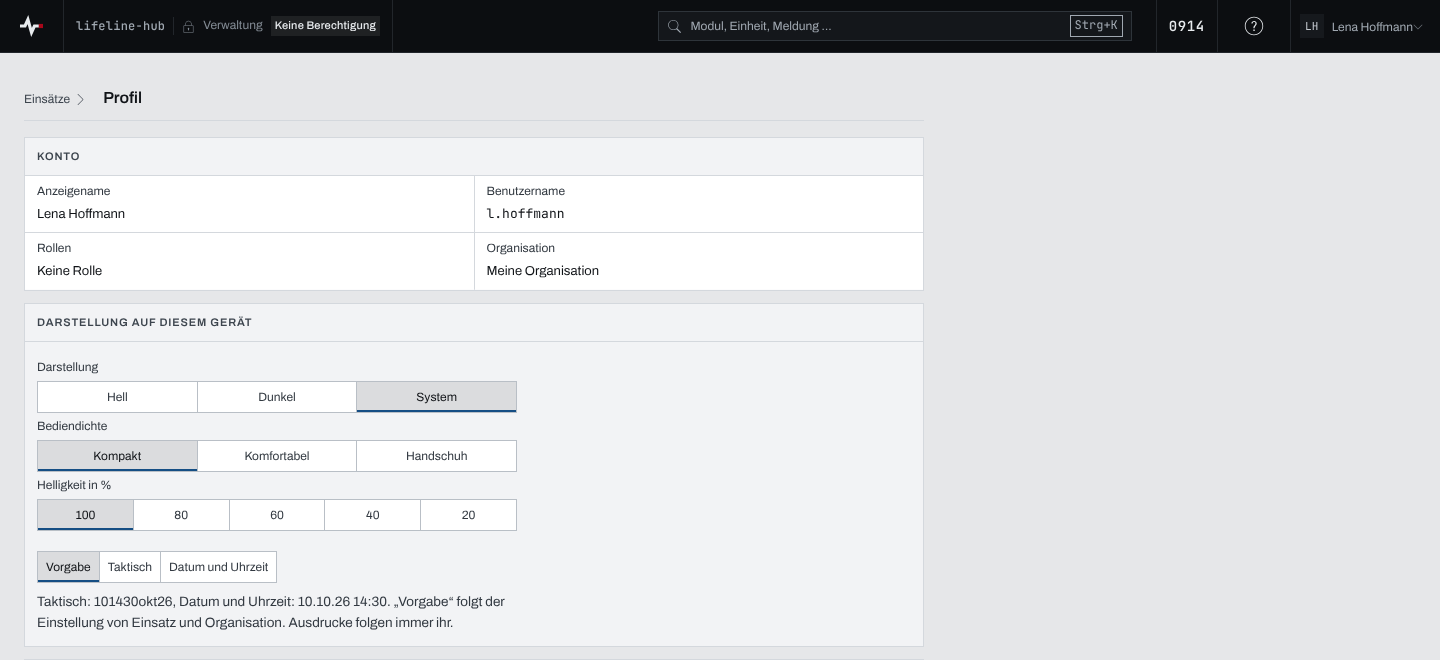 lifeline-hub Verwaltung Keine Berechtigung Modul, Einheit, Meldung ... Strg+K 0914 ? LH Lena Hoffmann
Einsätze Profil
KONTO
Anzeigename Benutzername
Lena Hoffmann l.hoffmann
Rollen Organisation
Keine Rolle Meine Organisation
DARSTELLUNG AUF DIESEM GERÄT
Darstellung
Hell Dunkel System
Bediendichte
Kompakt Komfortabel Handschuh
Helligkeit in %
100 80 60 40 20
Vorgabe Taktisch Datum und Uhrzeit
Taktisch: 101430okt26, Datum und Uhrzeit: 10.10.26 14:30. „Vorgabe“ folgt der
Einstellung von Einsatz und Organisation. Ausdrucke folgen immer ihr.